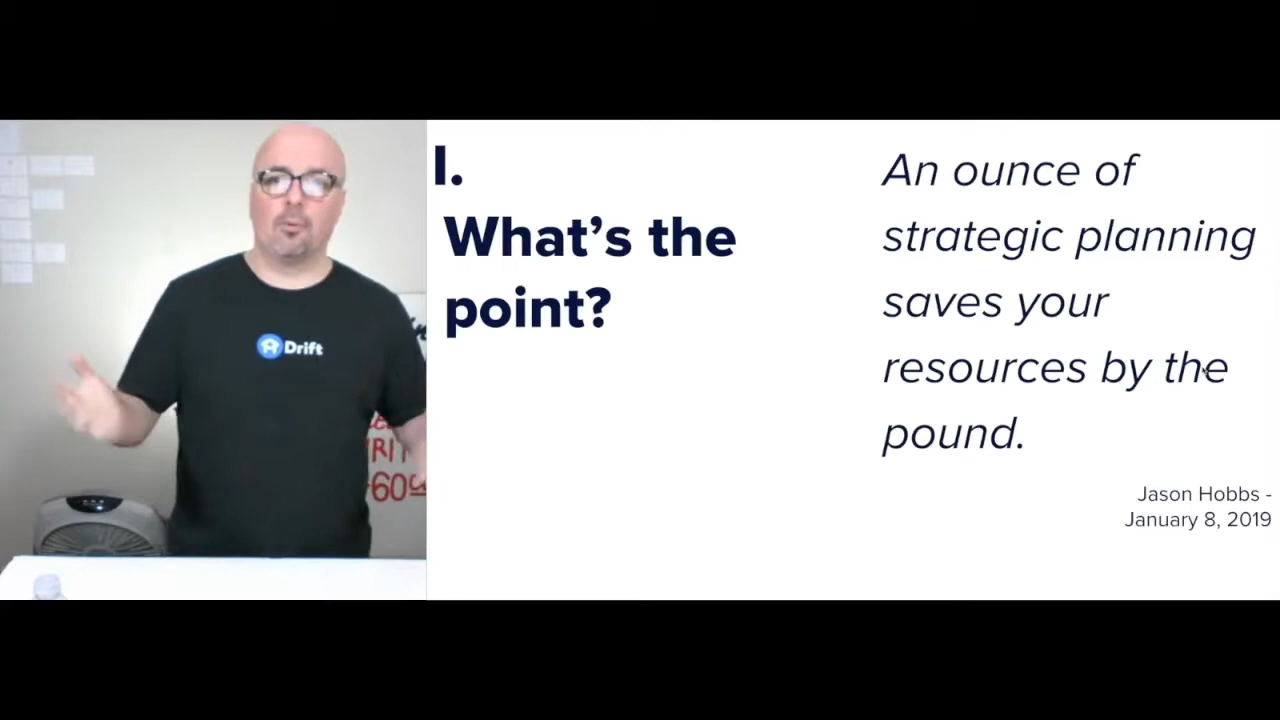 I.
What's the
point?
An ounce of
strategic planning
saves your
resources by the
pound.
Jason Hobbs -
January 8, 2019
Drift
60